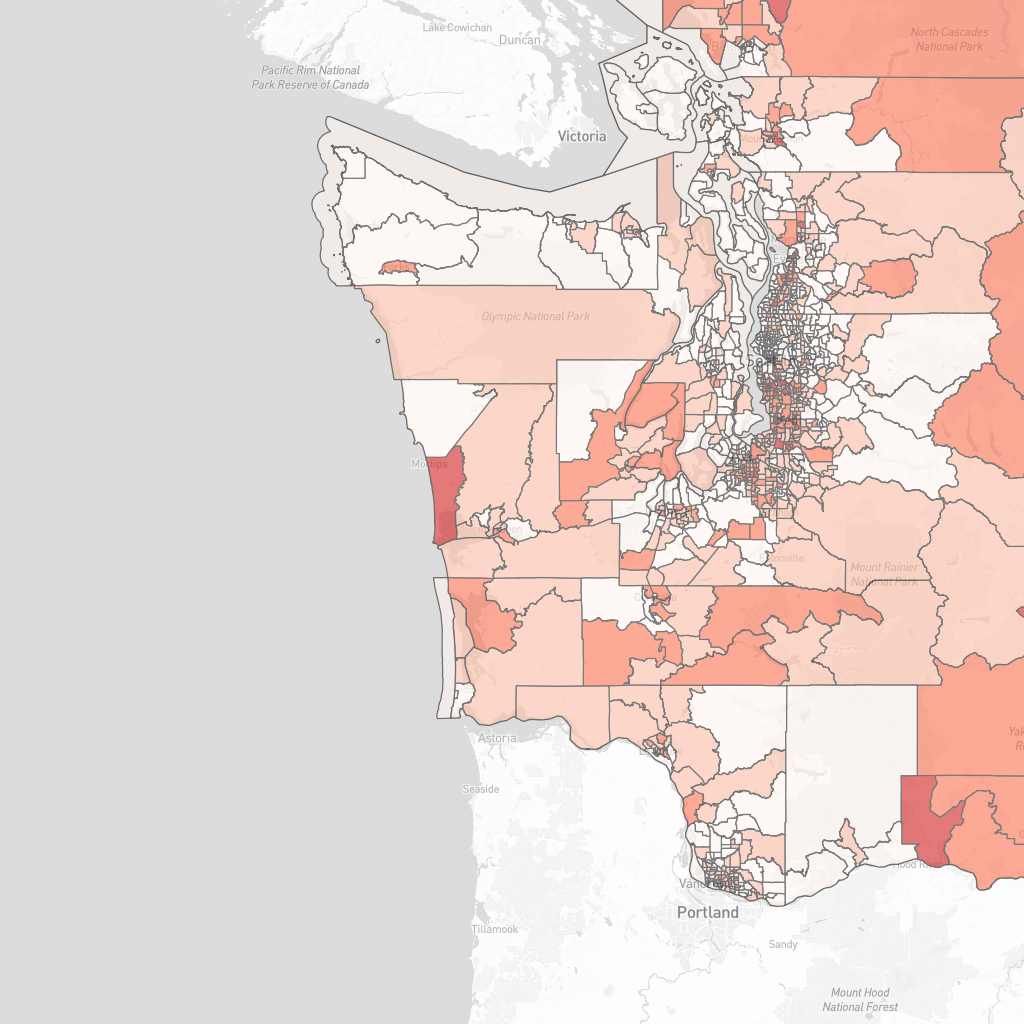 Lake Cowichan
Duncan
North Cascades
National Park
Pacific Rim National
Park Reserve of Canada
Victoria
Olympic National Park
Moclips
Eatonville
Mount Rainier
National Park
Astoria
Seaside
Hood River
Portland
Tillamook
Sandy
Mount Hood
National Forest